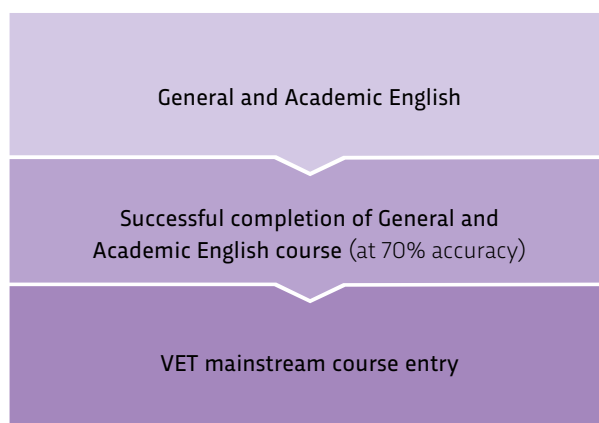 General and Academic English
Successful completion of General and
Academic English course (at 70% accuracy)
VET mainstream course entry